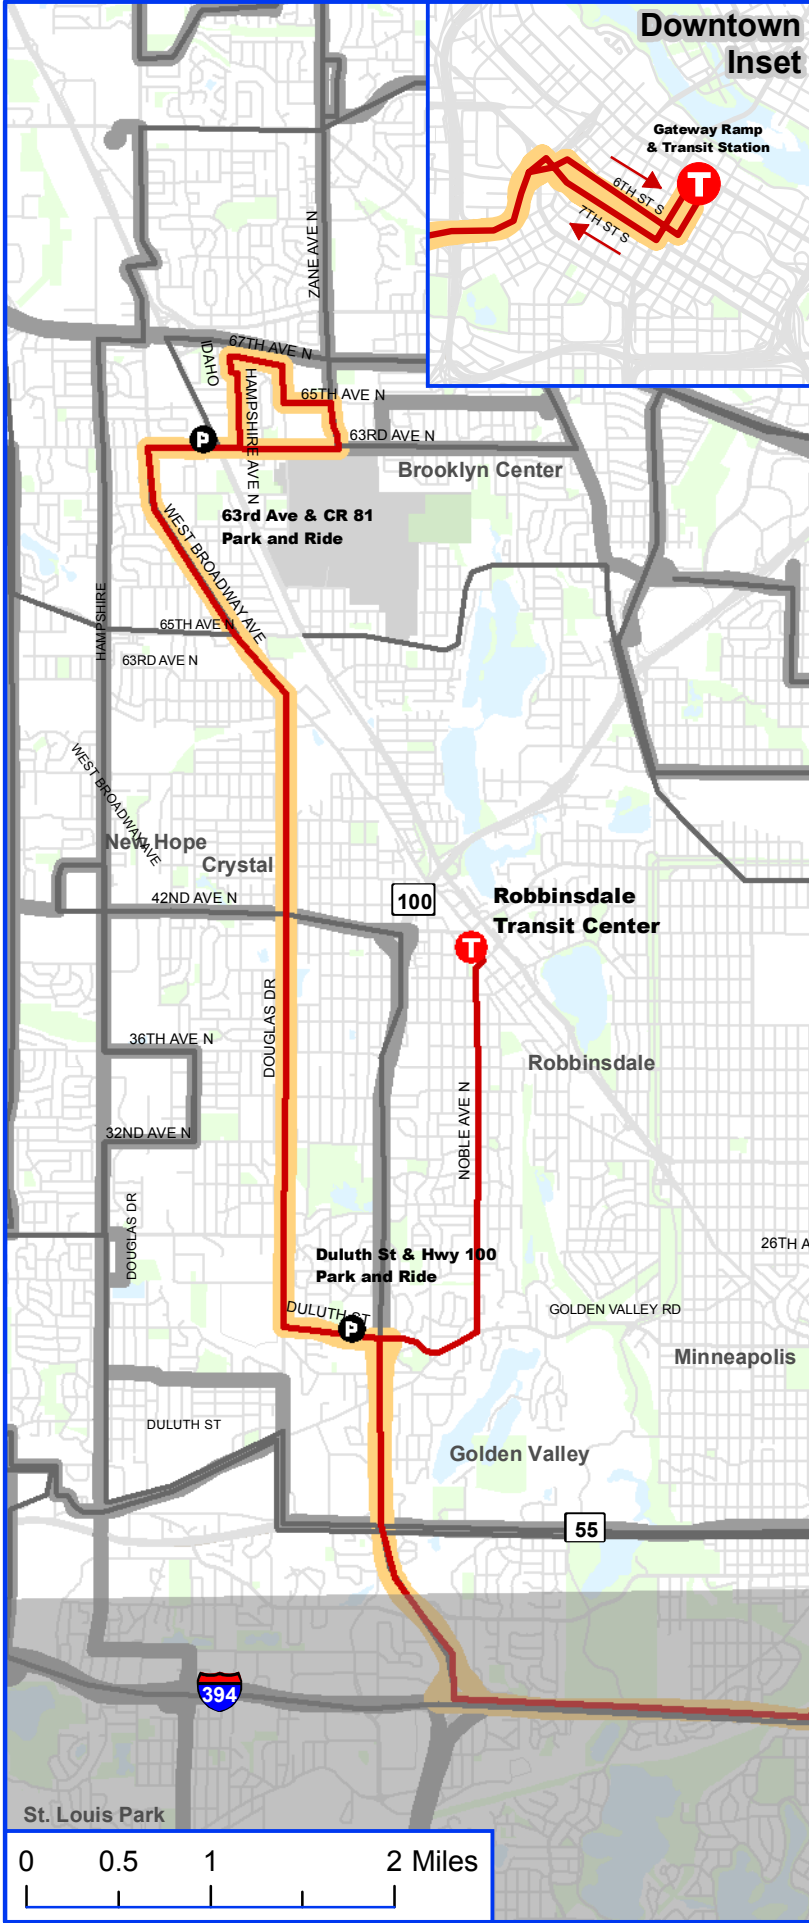 Downtown
Inset
Gateway Ramp
& Transit Station
T
6TH ST S
7TH ST S
ZANE AVE N
67TH AVE N
IDAHO
HAMPSHIRE AVE N
65TH AVE N
63RD AVE N
P
Brooklyn Center
63rd Ave & CR 81
Park and Ride
WEST BROADWAY AVE
HAMPSHIRE
65TH AVE N
63RD AVE N
WEST BROADWAY AVE
New Hope
Crystal
42ND AVE N
100
Robbinsdale
Transit Center
T
DOUGLAS DR
36TH AVE N
Robbinsdale
NOBLE AVE N
32ND AVE N
DOUGLAS DR
26TH A
Duluth St & Hwy 100
Park and Ride
DULUTH ST
P
GOLDEN VALLEY RD
Minneapolis
DULUTH ST
Golden Valley
55
394
St. Louis Park
0 0.5 1 2 Miles